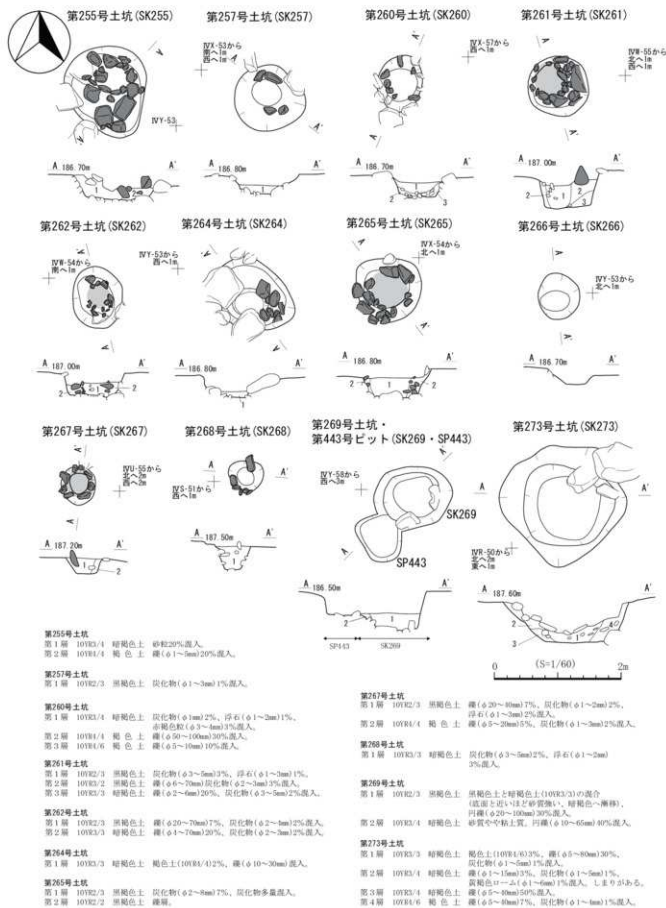 第255号土坑(SK255)
第257号土坑(SK257)
第260号土坑(SK260)
第261号土坑(SK261)
ⅣY-53
ⅣX-53から
南へ1m
西へ1m
ⅣX-57から
西へ1m
ⅣW-55から
北へ1m
西へ1m
A 186.70m A'
A 186.80m A'
A 186.70m A'
A 187.00m A'
第262号土坑(SK262)
第264号土坑(SK264)
第265号土坑(SK265)
第266号土坑(SK266)
ⅣW-54から
南へ1m
ⅣY-53から
西へ1m
ⅣX-54から
北へ1m
ⅣY-53から
北へ1m
A 187.00m A'
A 186.80m A'
A 186.80m A'
A 186.70m A'
第267号土坑(SK267)
第268号土坑(SK268)
第269号土坑・
第443号ピット(SK269・SP443)
第273号土坑(SK273)
ⅣU-55から
北へ2m
西へ2m
ⅣS-51から
西へ1m
ⅣY-58から
西へ3m
SK269
SP443
ⅣR-50から
北へ2m
東へ1m
A 187.20m A'
A 187.50m A'
A 186.50m A'
SP443 SK269
A 187.60m A'
0 (S=1/60) 2m
第255号土坑
第1層 10YR3/4 暗褐色土 砂粒20%混入。
第2層 10YR4/4 褐色土 礫(φ1～5mm)20%混入。
第257号土坑
第1層 10YR2/3 黒褐色土 炭化物(φ1～3mm)1%混入。
第260号土坑
第1層 10YR3/4 暗褐色土 炭化物(φ1mm)2%、浮石(φ1～2mm)1%、
赤褐色粒(φ3～4mm)3%混入。
第2層 10YR4/4 褐色土 礫(φ50～100mm)30%混入。
第3層 10YR4/6 褐色土 礫(φ5～10mm)10%混入。
第261号土坑
第1層 10YR2/3 黒褐色土 炭化物(φ3～5mm)3%、浮石(φ1～3mm)1%。
第2層 10YR3/2 黒褐色土 礫(φ6～70mm)炭化物(φ2～3mm)3%混入。
第3層 10YR3/3 暗褐色土 礫(φ2～6mm)20%、炭化物(φ3～5mm)2%混入。
第262号土坑
第1層 10YR2/3 黒褐色土 礫(φ20～70mm)7%、炭化物(φ2～4mm)2%混入。
第2層 10YR3/3 暗褐色土 礫(φ4～70mm)20%、炭化物(φ2～3mm)2%混入。
第264号土坑
第1層 10YR3/3 暗褐色土 褐色土(10YR4/4)2%、礫(φ10～30mm)混入。
第265号土坑
第1層 10YR2/3 黒褐色土 炭化物(φ2～8mm)7%、炭化物多量混入。
第2層 10YR2/2 黒褐色土 礫層。
第267号土坑
第1層 10YR2/3 黒褐色土 礫(φ20～40mm)7%、炭化物(φ1～2mm)2%、
浮石(φ1～3mm)2%混入。
第2層 10YR4/4 褐色土 礫(φ5～20mm)5%、炭化物(φ1～3mm)2%混入。
第268号土坑
第1層 10YR3/3 暗褐色土 炭化物(φ3～5mm)2%、浮石(φ1～2mm)
3%混入。
第269号土坑
第1層 10YR2/3 黒褐色土 黒褐色土と暗褐色土(10YR3/3)の混合
(底面と近いほど砂質強い、暗褐色へ漸移)、
円礫(φ20～100mm)30%混入。
第2層 10YR3/4 暗褐色土 砂質やや粘土質、円礫(φ10～65mm)40%混入。
第273号土坑
第1層 10YR3/3 暗褐色土 褐色土(10YR4/6)3%、礫(φ5～80mm)30%、
炭化物(φ1～5mm)1%混入。
第2層 10YR3/4 暗褐色土 礫(φ1～15mm)3%、炭化物(φ1～5mm)1%、
黄褐色ローム(φ1～6mm)1%混入。しまりがある。
第3層 10YR3/4 暗褐色土 礫(φ5～40mm)50%混入。
第4層 10YR4/6 褐色土 礫(φ5～40mm)7%、炭化物(φ1～4mm)1%混入。